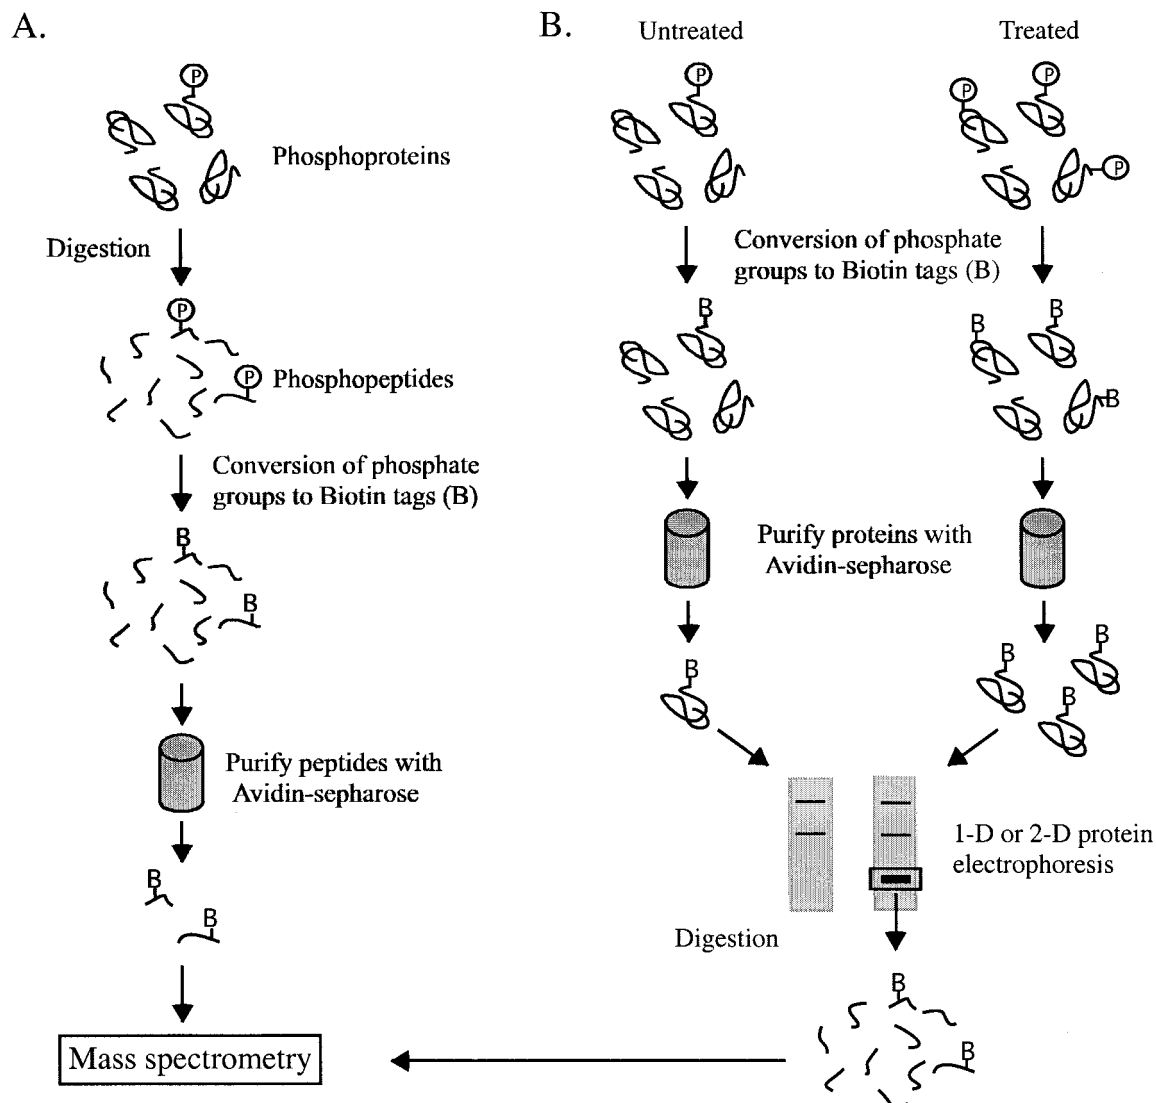 A.
P
Phosphoproteins
Digestion
P
P
Phosphopeptides
Conversion of phosphate
groups to Biotin tags (B)
B
B
Purify peptides with
Avidin-sepharose
B
B
Mass spectrometry
B.
Untreated
Treated
P
P
P
P
Conversion of phosphate
groups to Biotin tags (B)
B
B
B
B
Purify proteins with
Avidin-sepharose
B
B
B
B
1-D or 2-D protein
electrophoresis
Digestion
B
B